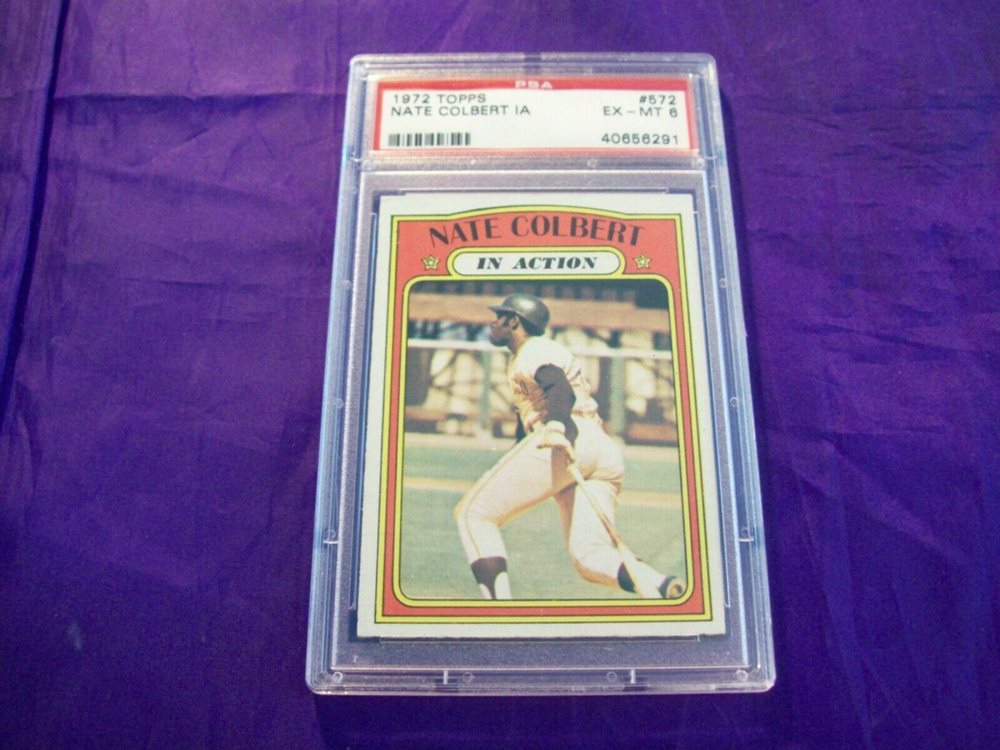 PSA
1972 TOPPS #572
NATE COLBERT IA EX - MT 6
40656291
NATE COLBERT
IN ACTION